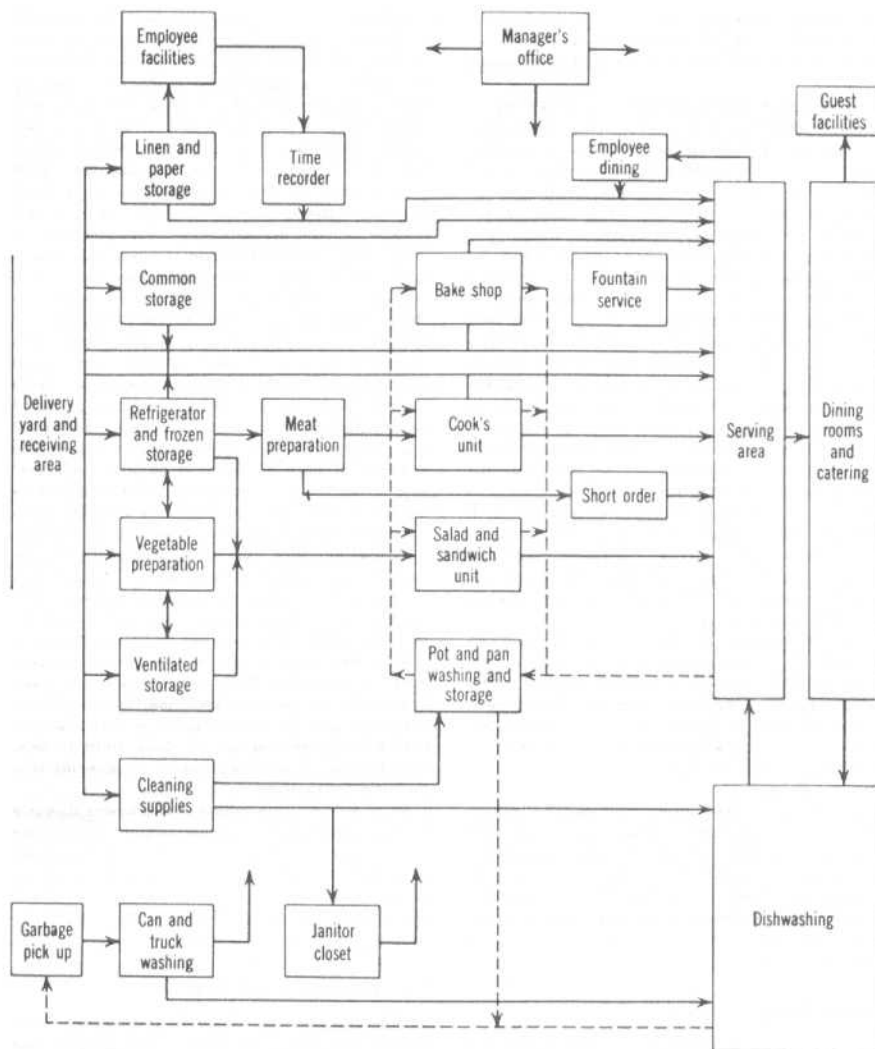 Employee
facilities
Manager's
office
Guest
facilities
Linen and
paper
storage
Time
recorder
Employee
dining
Common
storage
Bake shop
Fountain
service
Delivery
yard and
receiving
area
Refrigerator
and frozen
storage
Meat
preparation
Cook's
unit
Serving
area
Dining
rooms
and
catering
Short order
Vegetable
preparation
Salad and
sandwich
unit
Ventilated
storage
Pot and pan
washing and
storage
Cleaning
supplies
Garbage
pick up
Can and
truck
washing
Janitor
closet
Dishwashing